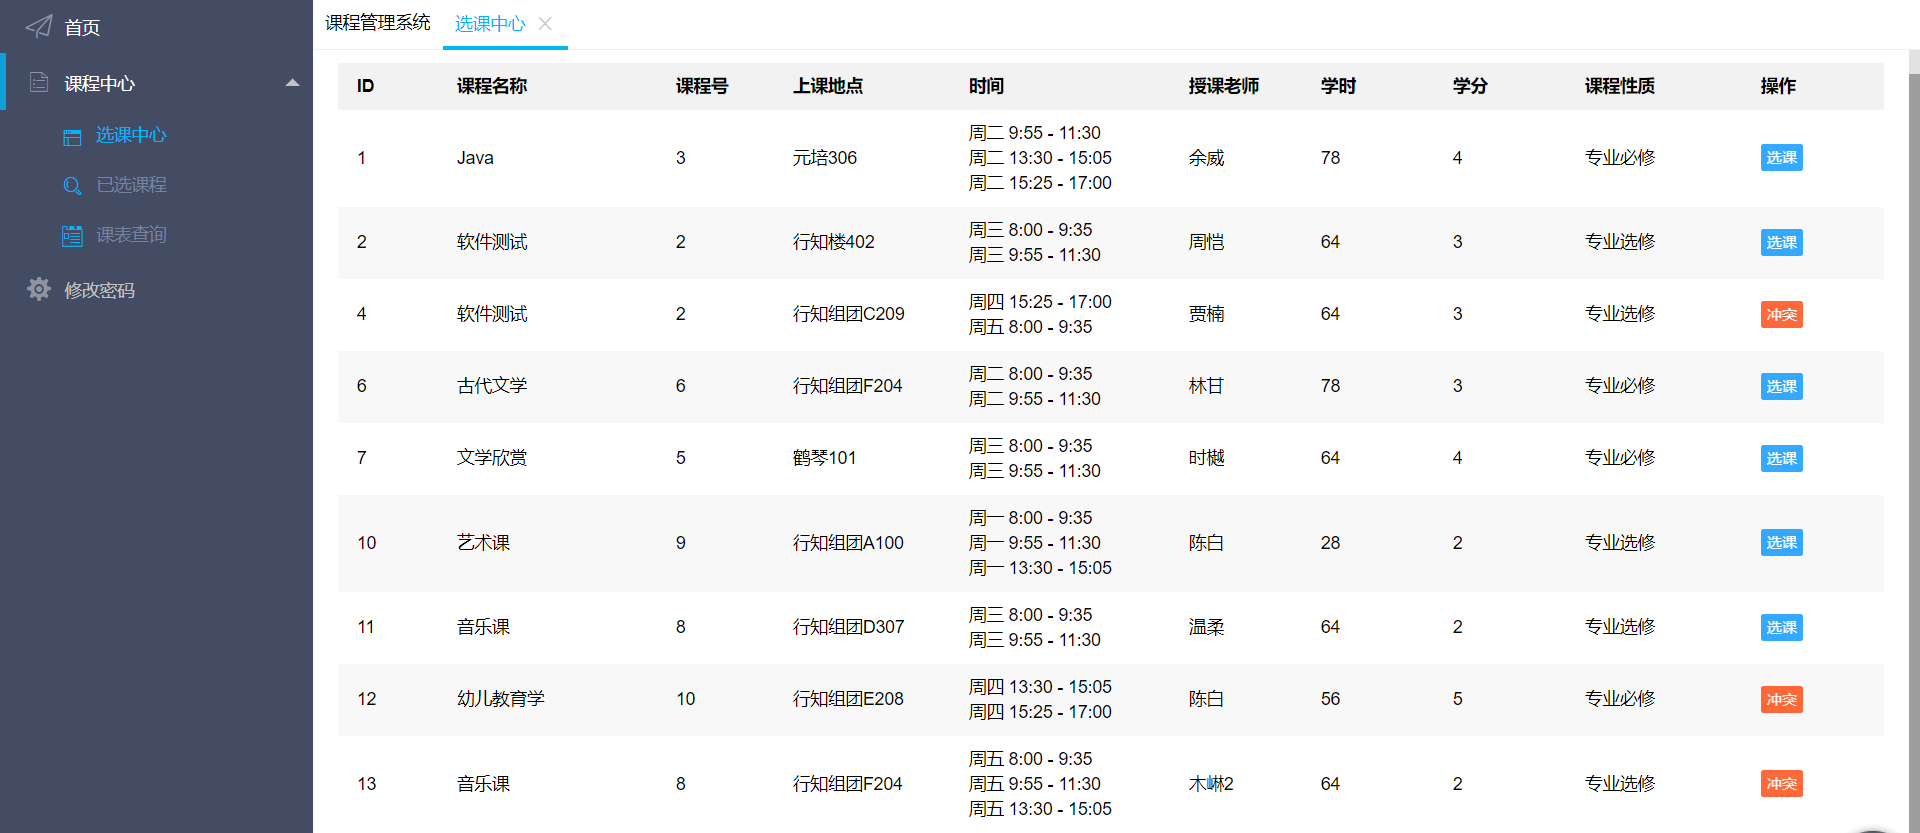 首页
课程中心
选课中心
已选课程
课表查询
修改密码
课程管理系统 选课中心
ID 课程名称 课程号 上课地点 时间 授课老师 学时 学分 课程性质 操作
1 Java 3 元培306 周二 9:55 - 11:30 余威 78 4 专业必修 选课
周二 13:30 - 15:05
周二 15:25 - 17:00
2 软件测试 2 行知楼402 周三 8:00 - 9:35 周恺 64 3 专业选修 选课
周三 9:55 - 11:30
4 软件测试 2 行知组团C209 周四 15:25 - 17:00 贾楠 64 3 专业选修 冲突
周五 8:00 - 9:35
6 古代文学 6 行知组团F204 周二 8:00 - 9:35 林甘 78 3 专业必修 选课
周二 9:55 - 11:30
7 文学欣赏 5 鹤琴101 周三 8:00 - 9:35 时樾 64 4 专业必修 选课
周三 9:55 - 11:30
10 艺术课 9 行知组团A100 周一 8:00 - 9:35 陈白 28 2 专业选修 选课
周一 9:55 - 11:30
周一 13:30 - 15:05
11 音乐课 8 行知组团D307 周三 8:00 - 9:35 温柔 64 2 专业选修 选课
周三 9:55 - 11:30
12 幼儿教育学 10 行知组团E208 周四 13:30 - 15:05 陈白 56 5 专业必修 冲突
周四 15:25 - 17:00
13 音乐课 8 行知组团F204 周五 8:00 - 9:35 木崊2 64 2 专业选修 冲突
周五 9:55 - 11:30
周五 13:30 - 15:05